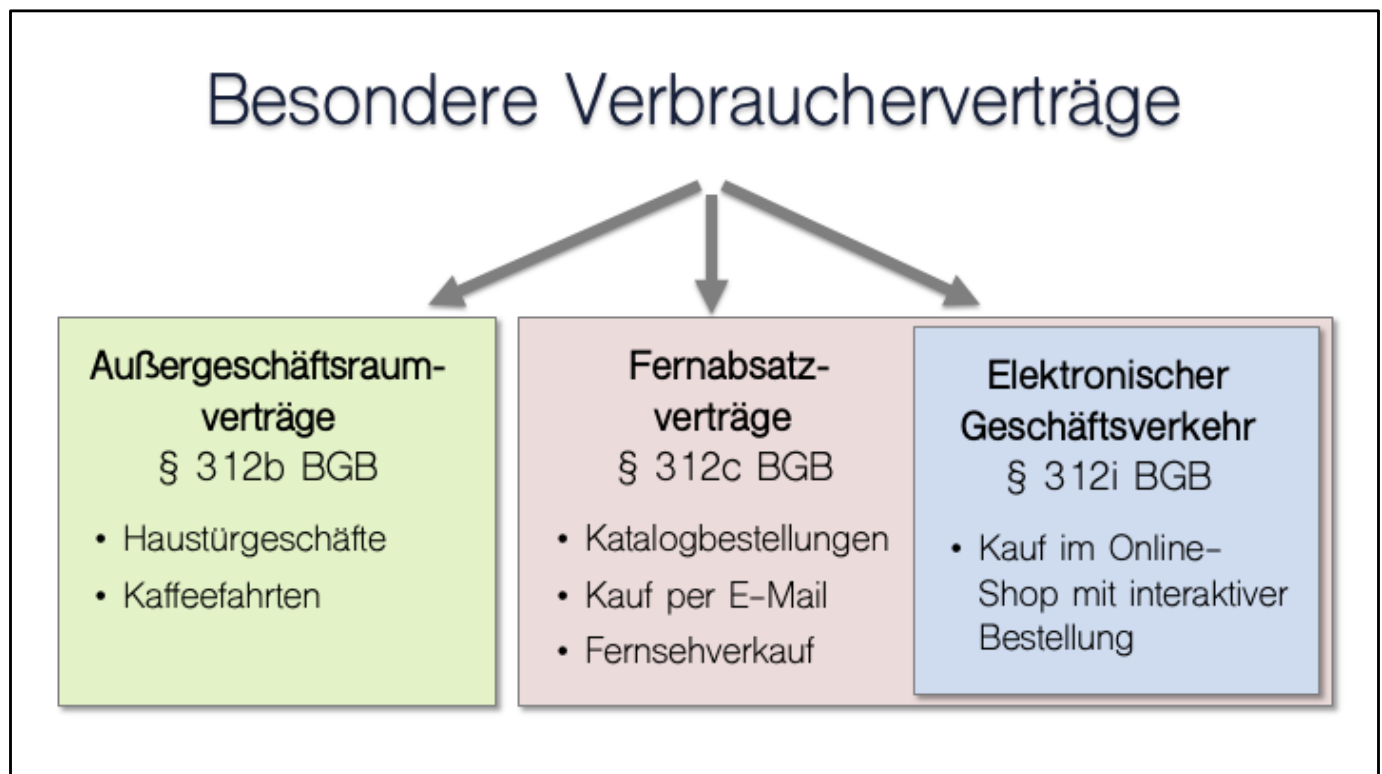 Besondere Verbraucherverträge
Außergeschäftsraum-
verträge
§ 312b BGB
• Haustürgeschäfte
• Kaffeefahrten
Fernabsatz-
verträge
§ 312c BGB
• Katalogbestellungen
• Kauf per E-Mail
• Fernsehverkauf
Elektronischer
Geschäftsverkehr
§ 312i BGB
• Kauf im Online-
Shop mit interaktiver
Bestellung